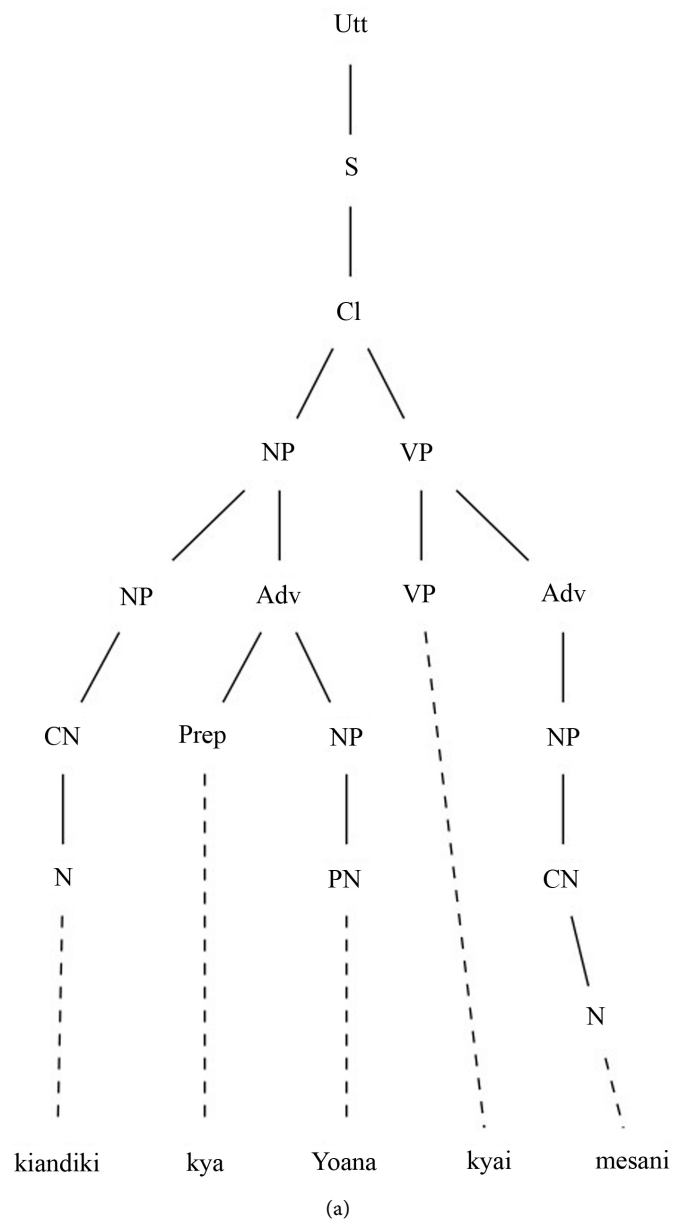 Utt
S
Cl
NP VP
NP Adv VP Adv
CN Prep NP NP
N PN CN
N
kiandiki kya Yoana kyai mesani
(a)